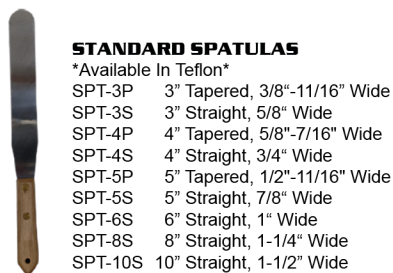 STANDARD SPATULAS
*Available In Teflon*
SPT-3P 3” Tapered, 3/8“-11/16” Wide
SPT-3S 3” Straight, 5/8“ Wide
SPT-4P 4” Tapered, 5/8"-7/16" Wide
SPT-4S 4” Straight, 3/4“ Wide
SPT-5P 5” Tapered, 1/2"-11/16" Wide
SPT-5S 5” Straight, 7/8“ Wide
SPT-6S 6” Straight, 1“ Wide
SPT-8S 8” Straight, 1-1/4“ Wide
SPT-10S 10” Straight, 1-1/2” Wide